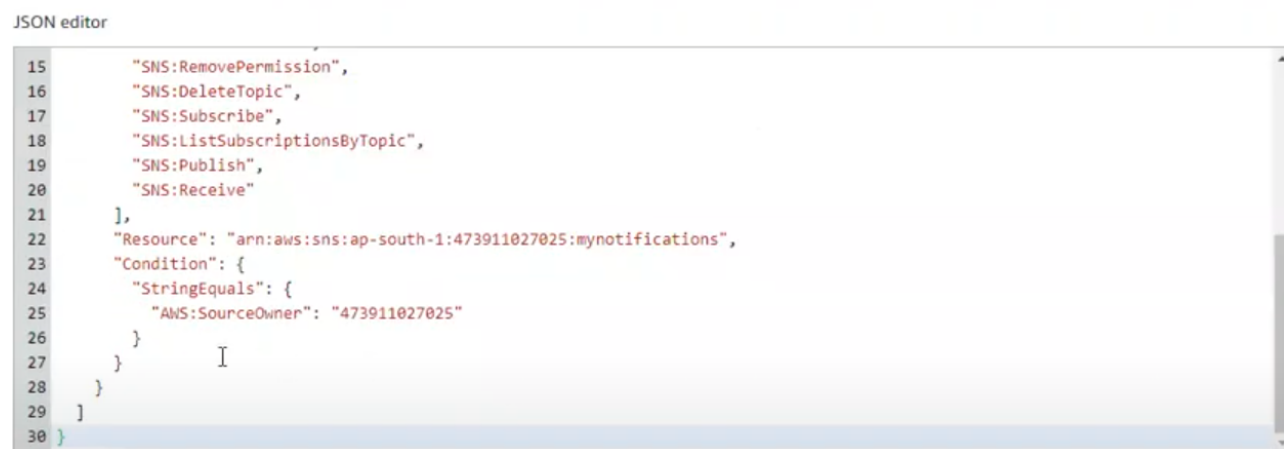 JSON editor
15 "SNS:RemovePermission",
16 "SNS:DeleteTopic",
17 "SNS:Subscribe",
18 "SNS:ListSubscriptionsByTopic",
19 "SNS:Publish",
20 "SNS:Receive"
21 ],
22 "Resource": "arn:aws:sns:ap-south-1:473911027025:mynotifications",
23 "Condition": {
24 "StringEquals": {
25 "AWS:SourceOwner": "473911027025"
26 }
27 }
28 }
29 ]
30 }